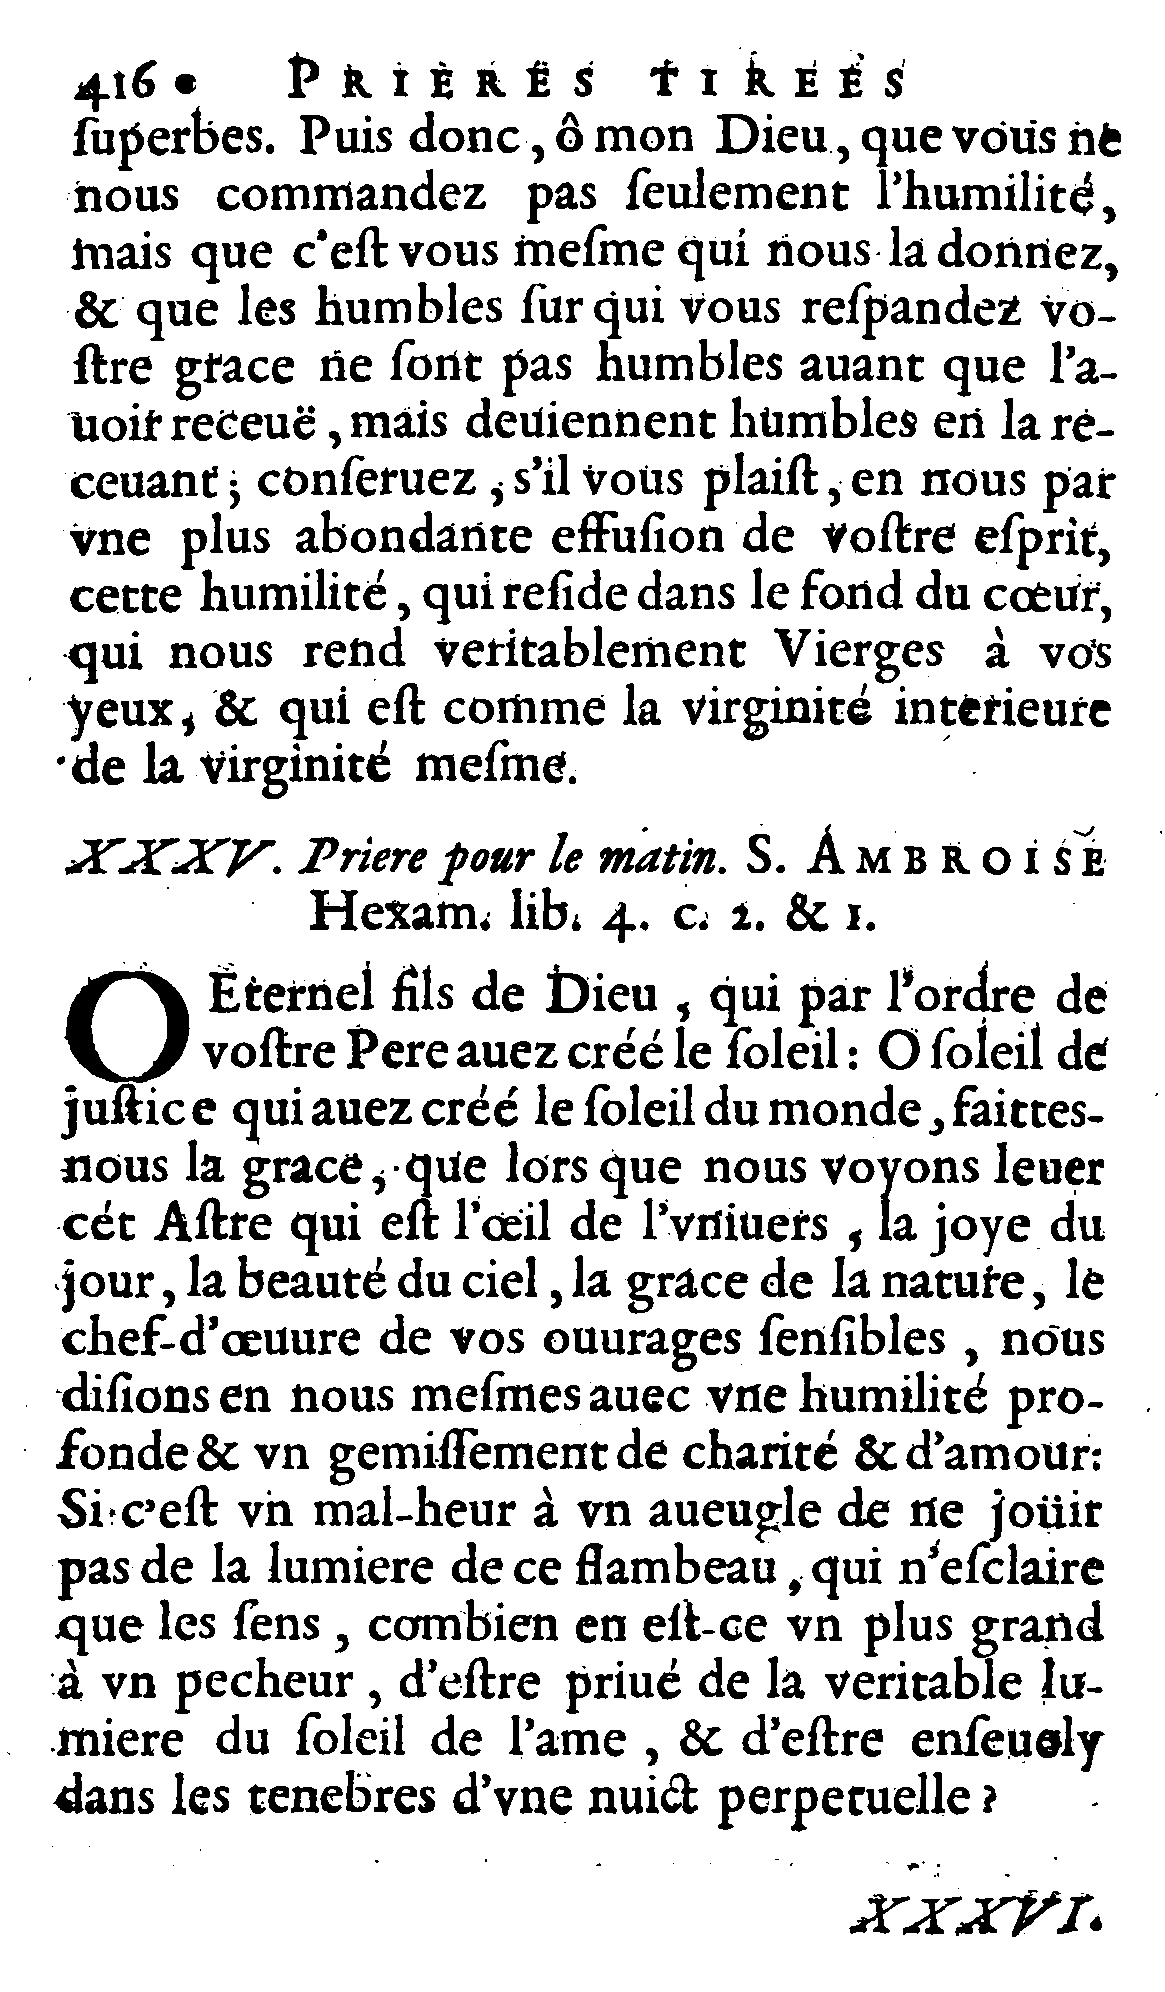 416 PRIERES TIREES
ſuperbes. Puis donc, ô mon Dieu, que vous ne
nous commandez pas ſeulement l'humilité,
mais que c'eſt vous meſme qui nous la donnez,
& que les humbles ſur qui vous reſpandez vo-
ſtre grace ne ſont pas humbles auant que l'a-
uoir receuë, mais deuiennent humbles en la re-
ceuant; conſeruez, s'il vous plaiſt, en nous par
vne plus abondante effuſion de voſtre eſprit,
cette humilité, qui reſide dans le fond du cœur,
qui nous rend veritablement Vierges à vos
yeux, & qui eſt comme la virginité interieure
de la virginité meſme.
XXXV. Priere pour le matin. S. AMBROISE
Hexam. lib. 4. c. 2. & 1.
O Eternel fils de Dieu, qui par l'ordre de
voſtre Pere auez créé le ſoleil: O ſoleil de
juſtice qui auez créé le ſoleil du monde, faittes-
nous la grace, que lors que nous voyons leuer
cét Aſtre qui eſt l'œil de l'vniuers, la joye du
jour, la beauté du ciel, la grace de la nature, le
chef-d'œuure de vos ouurages ſenſibles, nous
diſions en nous meſmes auec vne humilité pro-
fonde & vn gemiſſement de charité & d'amour:
Si c'eſt vn mal-heur à vn aueugle de ne joüir
pas de la lumiere de ce flambeau, qui n'eſclaire
que les ſens, combien en eſt-ce vn plus grand
à vn pecheur, d'eſtre priué de la veritable lu-
miere du ſoleil de l'ame, & d'eſtre enſeuely
dans les tenebres d'vne nuict perpetuelle?
XXXVI.